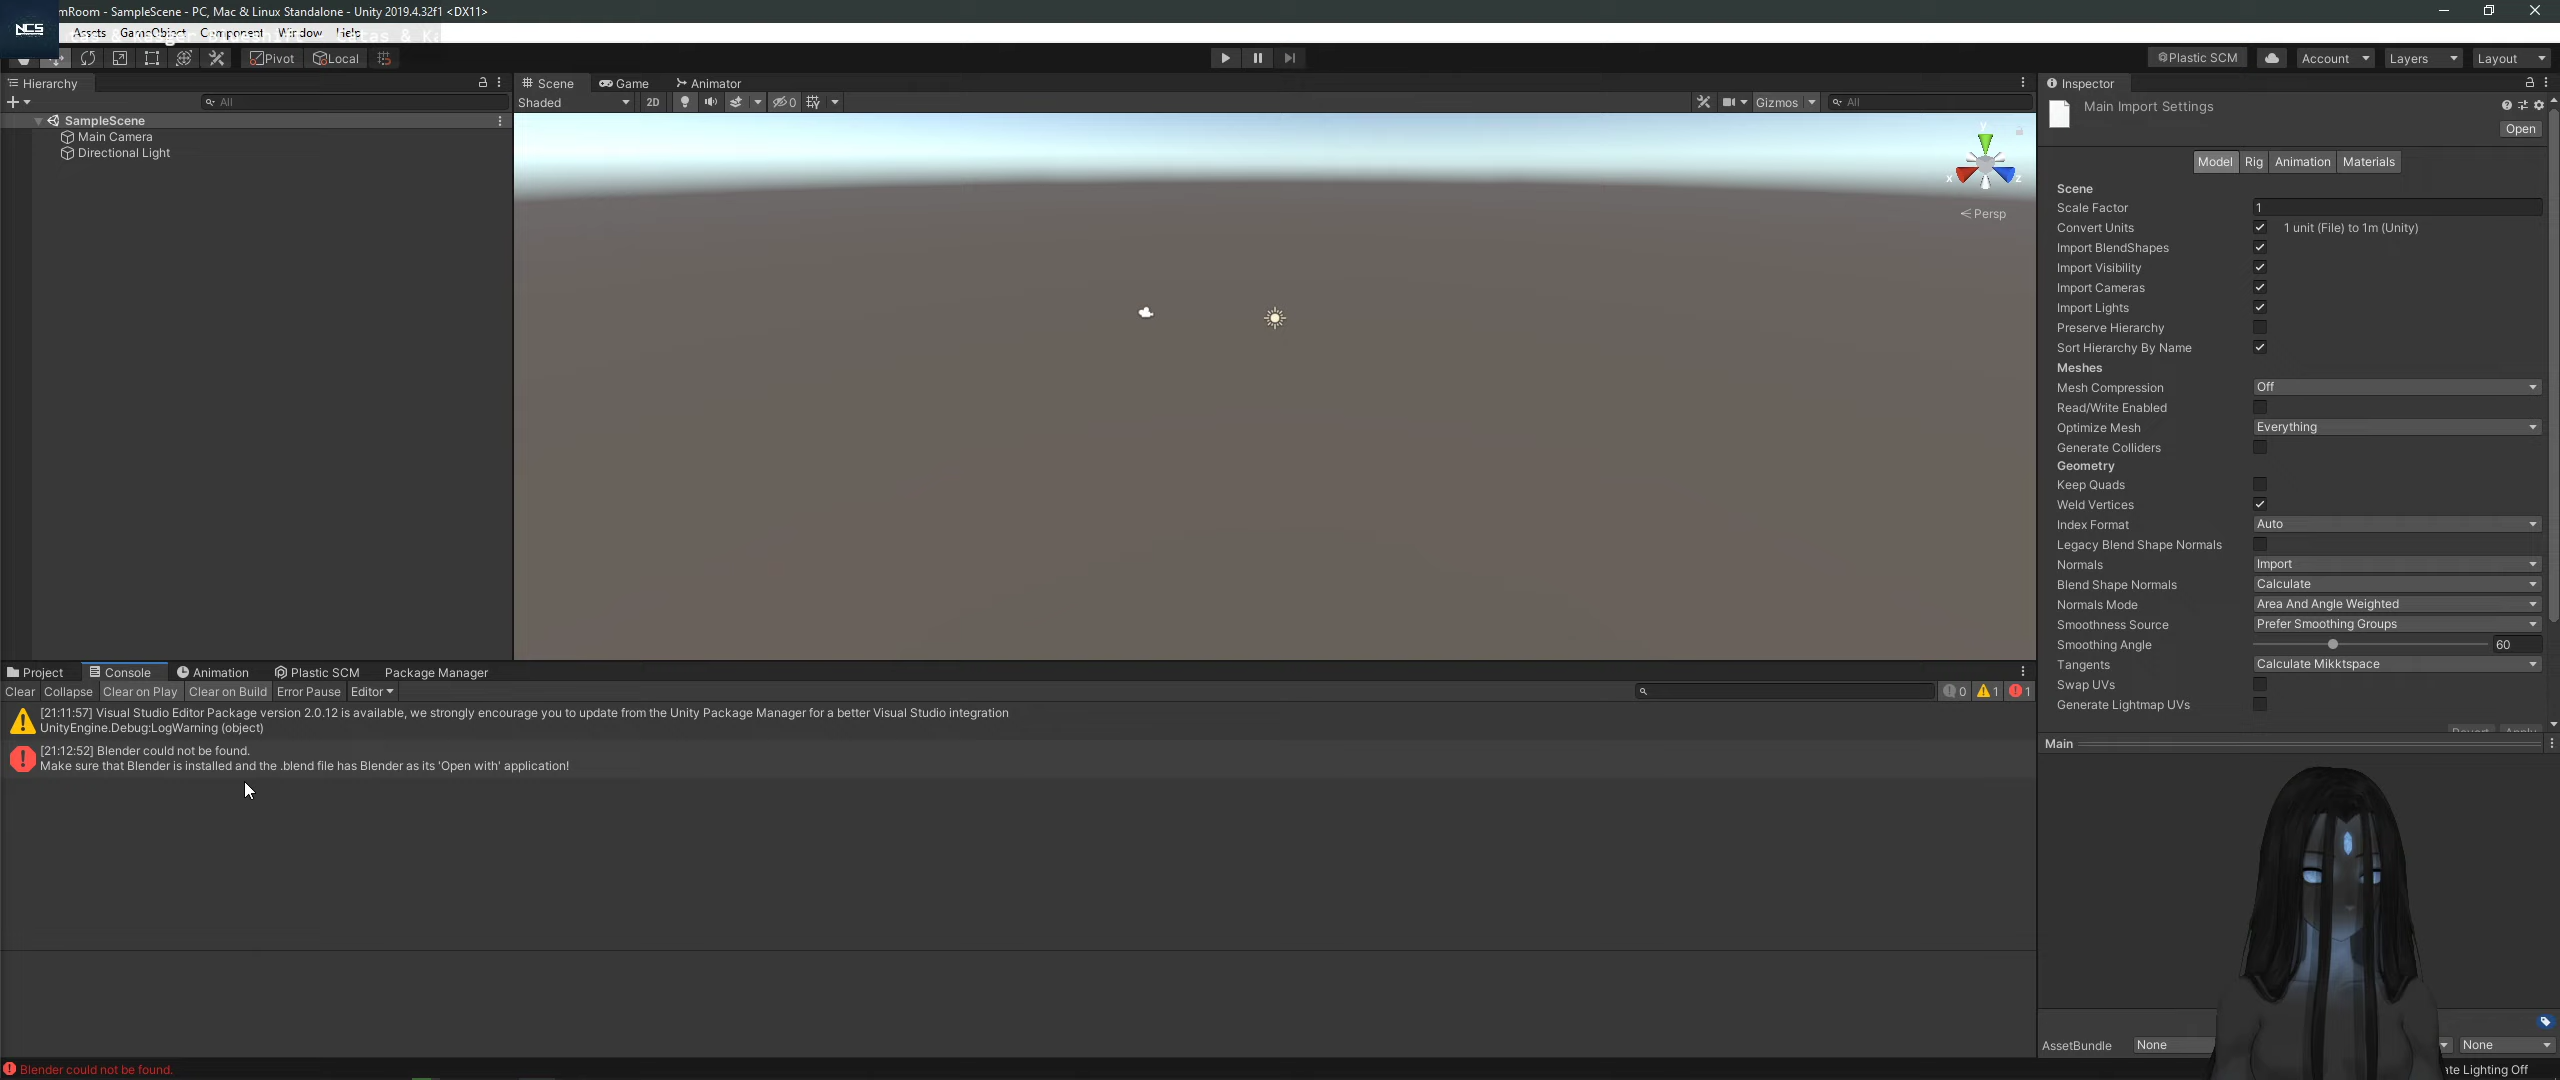 mRoom - SampleScene - PC, Mac & Linux Standalone - Unity 2019.4.32f1 <DX11>
NCS
Assets GameObject Component Window Help
Pivot Local
Plastic SCM Account Layers Layout
Hierarchy
All
SampleScene
Main Camera
Directional Light
Scene Game Animator
Shaded 2D 0 Gizmos All
y
x z
Persp
Inspector
Main Import Settings
Open
Model Rig Animation Materials
Scene
Scale Factor 1
Convert Units 1 unit (File) to 1m (Unity)
Import BlendShapes
Import Visibility
Import Cameras
Import Lights
Preserve Hierarchy
Sort Hierarchy By Name
Meshes
Mesh Compression Off
Read/Write Enabled
Optimize Mesh Everything
Generate Colliders
Geometry
Keep Quads
Weld Vertices
Index Format Auto
Legacy Blend Shape Normals
Normals Import
Blend Shape Normals Calculate
Normals Mode Area And Angle Weighted
Smoothness Source Prefer Smoothing Groups
Smoothing Angle 60
Tangents Calculate Mikktspace
Swap UVs
Generate Lightmap UVs
Revert Apply
Main
AssetBundle None None
Project Console Animation Plastic SCM Package Manager
Clear Collapse Clear on Play Clear on Build Error Pause Editor 0 1 1
[21:11:57] Visual Studio Editor Package version 2.0.12 is available, we strongly encourage you to update from the Unity Package Manager for a better Visual Studio integration
UnityEngine.Debug:LogWarning (object)
[21:12:52] Blender could not be found.
Make sure that Blender is installed and the .blend file has Blender as its 'Open with' application!
Blender could not be found.
ate Lighting Off